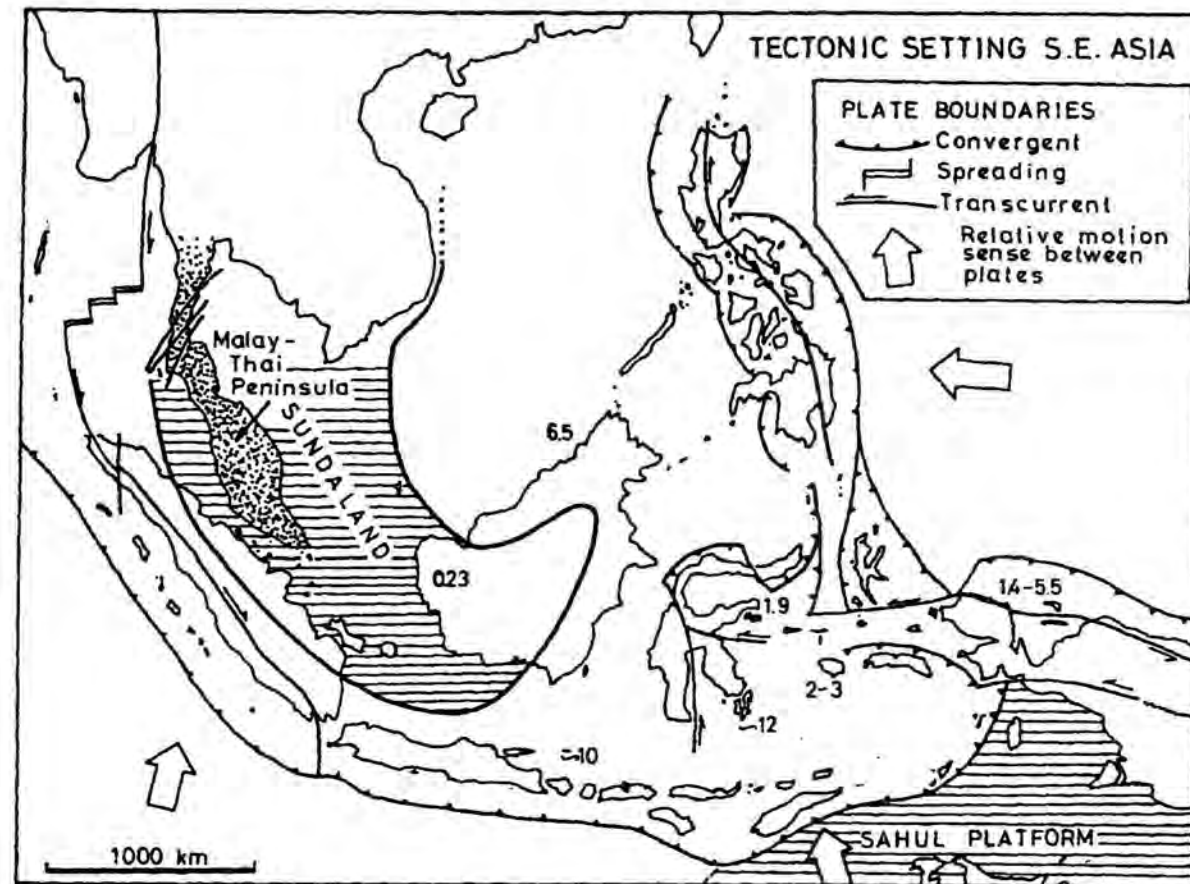 TECTONIC SETTING S.E. ASIA
PLATE BOUNDARIES
Convergent
Spreading
Transcurrent
Relative motion
sense between
plates
Malay-
Thai
Peninsula
SUNDALAND
6.5
0.23
1.9
1.4-5.5
2-3
~12
~10
SAHUL PLATFORM
1000 km